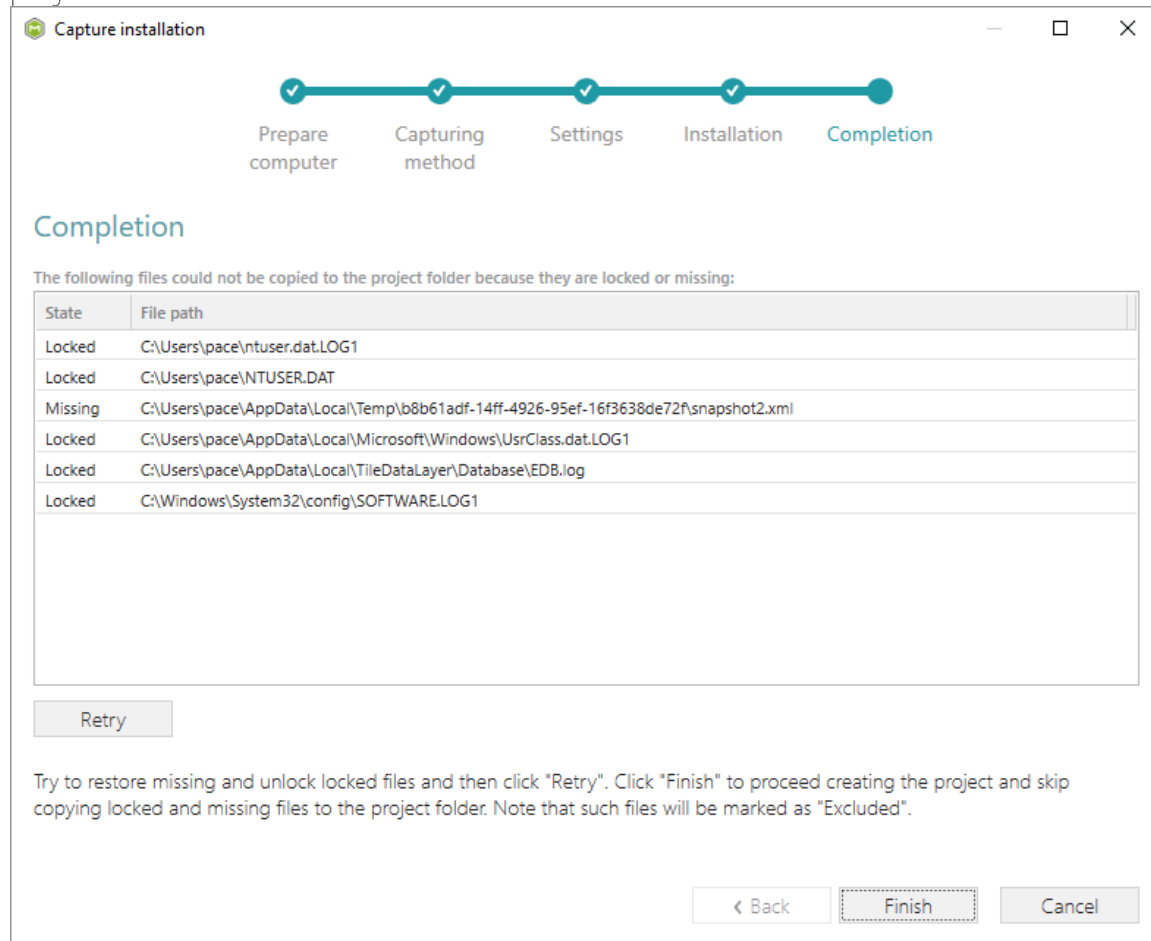 Capture installation
Prepare computer
Capturing method
Settings
Installation
Completion
Completion
The following files could not be copied to the project folder because they are locked or missing:
State File path
Locked C:\Users\pace\ntuser.dat.LOG1
Locked C:\Users\pace\NTUSER.DAT
Missing C:\Users\pace\AppData\Local\Temp\b8b61adf-14ff-4926-95ef-16f3638de72f\snapshot2.xml
Locked C:\Users\pace\AppData\Local\Microsoft\Windows\UsrClass.dat.LOG1
Locked C:\Users\pace\AppData\Local\TileDataLayer\Database\EDB.log
Locked C:\Windows\System32\config\SOFTWARE.LOG1
Retry
Try to restore missing and unlock locked files and then click "Retry". Click "Finish" to proceed creating the project and skip
copying locked and missing files to the project folder. Note that such files will be marked as "Excluded".
< Back
Finish
Cancel